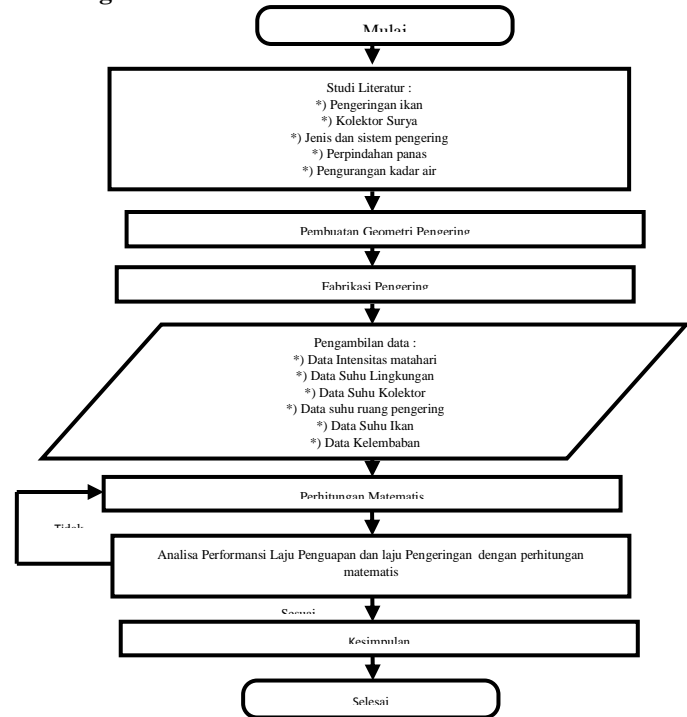 Mulai
Studi Literatur :
*) Pengeringan ikan
*) Kolektor Surya
*) Jenis dan sistem pengering
*) Perpindahan panas
*) Pengurangan kadar air
Pembuatan Geometri Pengering
Fabrikasi Pengering
Pengambilan data :
*) Data Intensitas matahari
*) Data Suhu Lingkungan
*) Data Suhu Kolektor
*) Data suhu ruang pengering
*) Data Suhu Ikan
*) Data Kelembaban
Perhitungan Matematis
Tidak
Analisa Performansi Laju Penguapan dan laju Pengeringan dengan perhitungan
matematis
Sesuai
Kesimpulan
Selesai